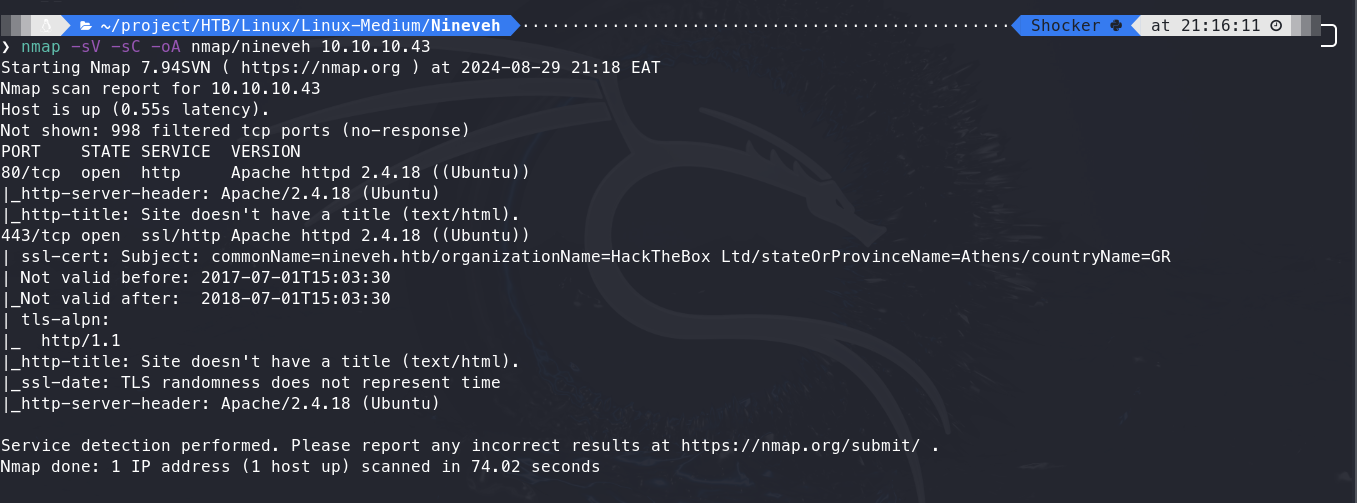 ~/project/HTB/Linux/Linux-Medium/Nineveh Shocker at 21:16:11
❯ nmap -sV -sC -oA nmap/nineveh 10.10.10.43
Starting Nmap 7.94SVN ( https://nmap.org ) at 2024-08-29 21:18 EAT
Nmap scan report for 10.10.10.43
Host is up (0.55s latency).
Not shown: 998 filtered tcp ports (no-response)
PORT    STATE SERVICE  VERSION
80/tcp  open  http     Apache httpd 2.4.18 ((Ubuntu))
|_http-server-header: Apache/2.4.18 (Ubuntu)
|_http-title: Site doesn't have a title (text/html).
443/tcp open  ssl/http Apache httpd 2.4.18 ((Ubuntu))
| ssl-cert: Subject: commonName=nineveh.htb/organizationName=HackTheBox Ltd/stateOrProvinceName=Athens/countryName=GR
| Not valid before: 2017-07-01T15:03:30
|_Not valid after:  2018-07-01T15:03:30
| tls-alpn:
|_  http/1.1
|_http-title: Site doesn't have a title (text/html).
|_ssl-date: TLS randomness does not represent time
|_http-server-header: Apache/2.4.18 (Ubuntu)
Service detection performed. Please report any incorrect results at https://nmap.org/submit/ .
Nmap done: 1 IP address (1 host up) scanned in 74.02 seconds